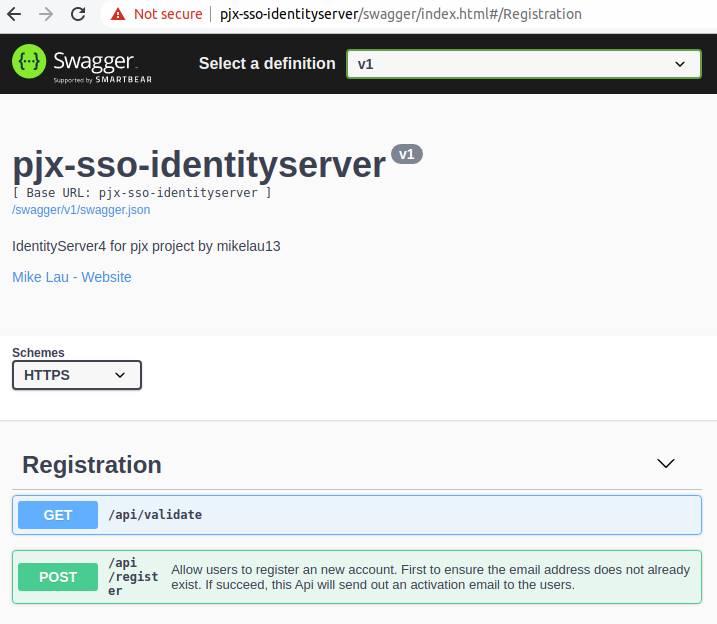 Not secure | pjx-sso-identityserver/swagger/index.html#/Registration
{··} Swagger
Supported by SMARTBEAR
Select a definition
v1
pjx-sso-identityserver v1
[ Base URL: pjx-sso-identityserver ]
/swagger/v1/swagger.json
IdentityServer4 for pjx project by mikelau13
Mike Lau - Website
Schemes
HTTPS
Registration
GET /api/validate
POST
/api
/regist
er
Allow users to register an new account. First to ensure the email address does not already
exist. If succeed, this Api will send out an activation email to the users.